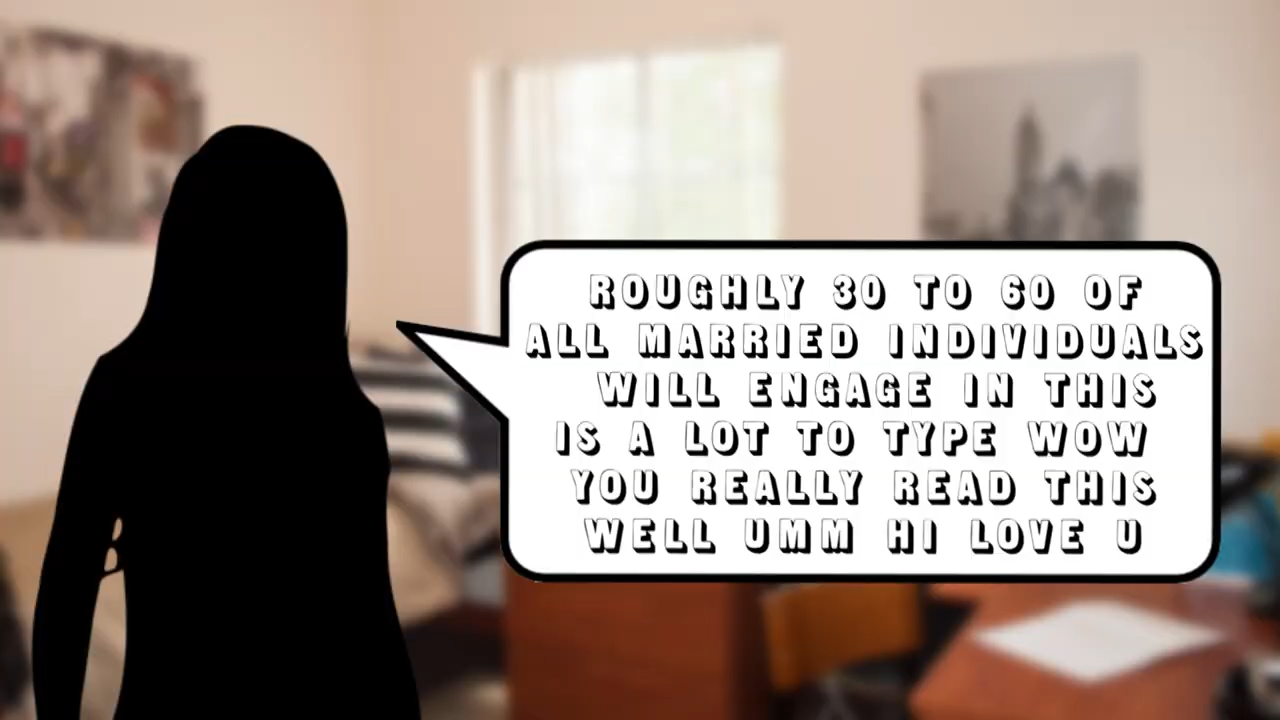 ROUGHLY 30 TO 60 OF
ALL MARRIED INDIVIDUALS
WILL ENGAGE IN THIS
IS A LOT TO TYPE WOW
YOU REALLY READ THIS
WELL UMM HI LOVE U